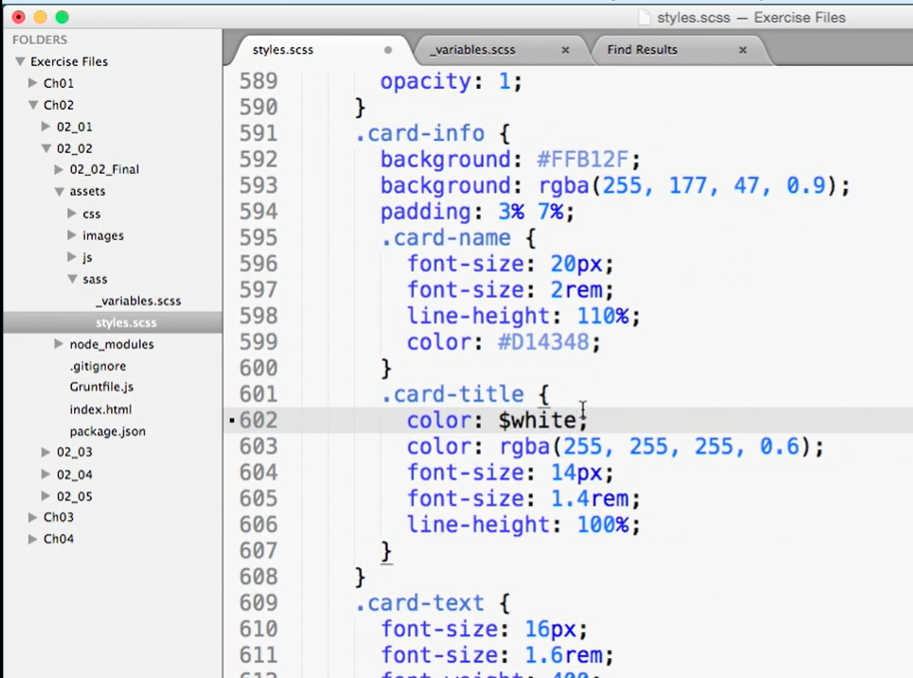 styles.scss — Exercise Files
FOLDERS
Exercise Files
Ch01
Ch02
02_01
02_02
02_02_Final
assets
css
images
js
sass
_variables.scss
styles.scss
node_modules
.gitignore
Gruntfile.js
index.html
package.json
02_03
02_04
02_05
Ch03
Ch04
styles.scss
_variables.scss
Find Results
589 opacity: 1;
590 }
591 .card-info {
592 background: #FFB12F;
593 background: rgba(255, 177, 47, 0.9);
594 padding: 3% 7%;
595 .card-name {
596 font-size: 20px;
597 font-size: 2rem;
598 line-height: 110%;
599 color: #D14348;
600 }
601 .card-title {
602 color: $white;
603 color: rgba(255, 255, 255, 0.6);
604 font-size: 14px;
605 font-size: 1.4rem;
606 line-height: 100%;
607 }
608 }
609 .card-text {
610 font-size: 16px;
611 font-size: 1.6rem;
612 font-weight: 400;